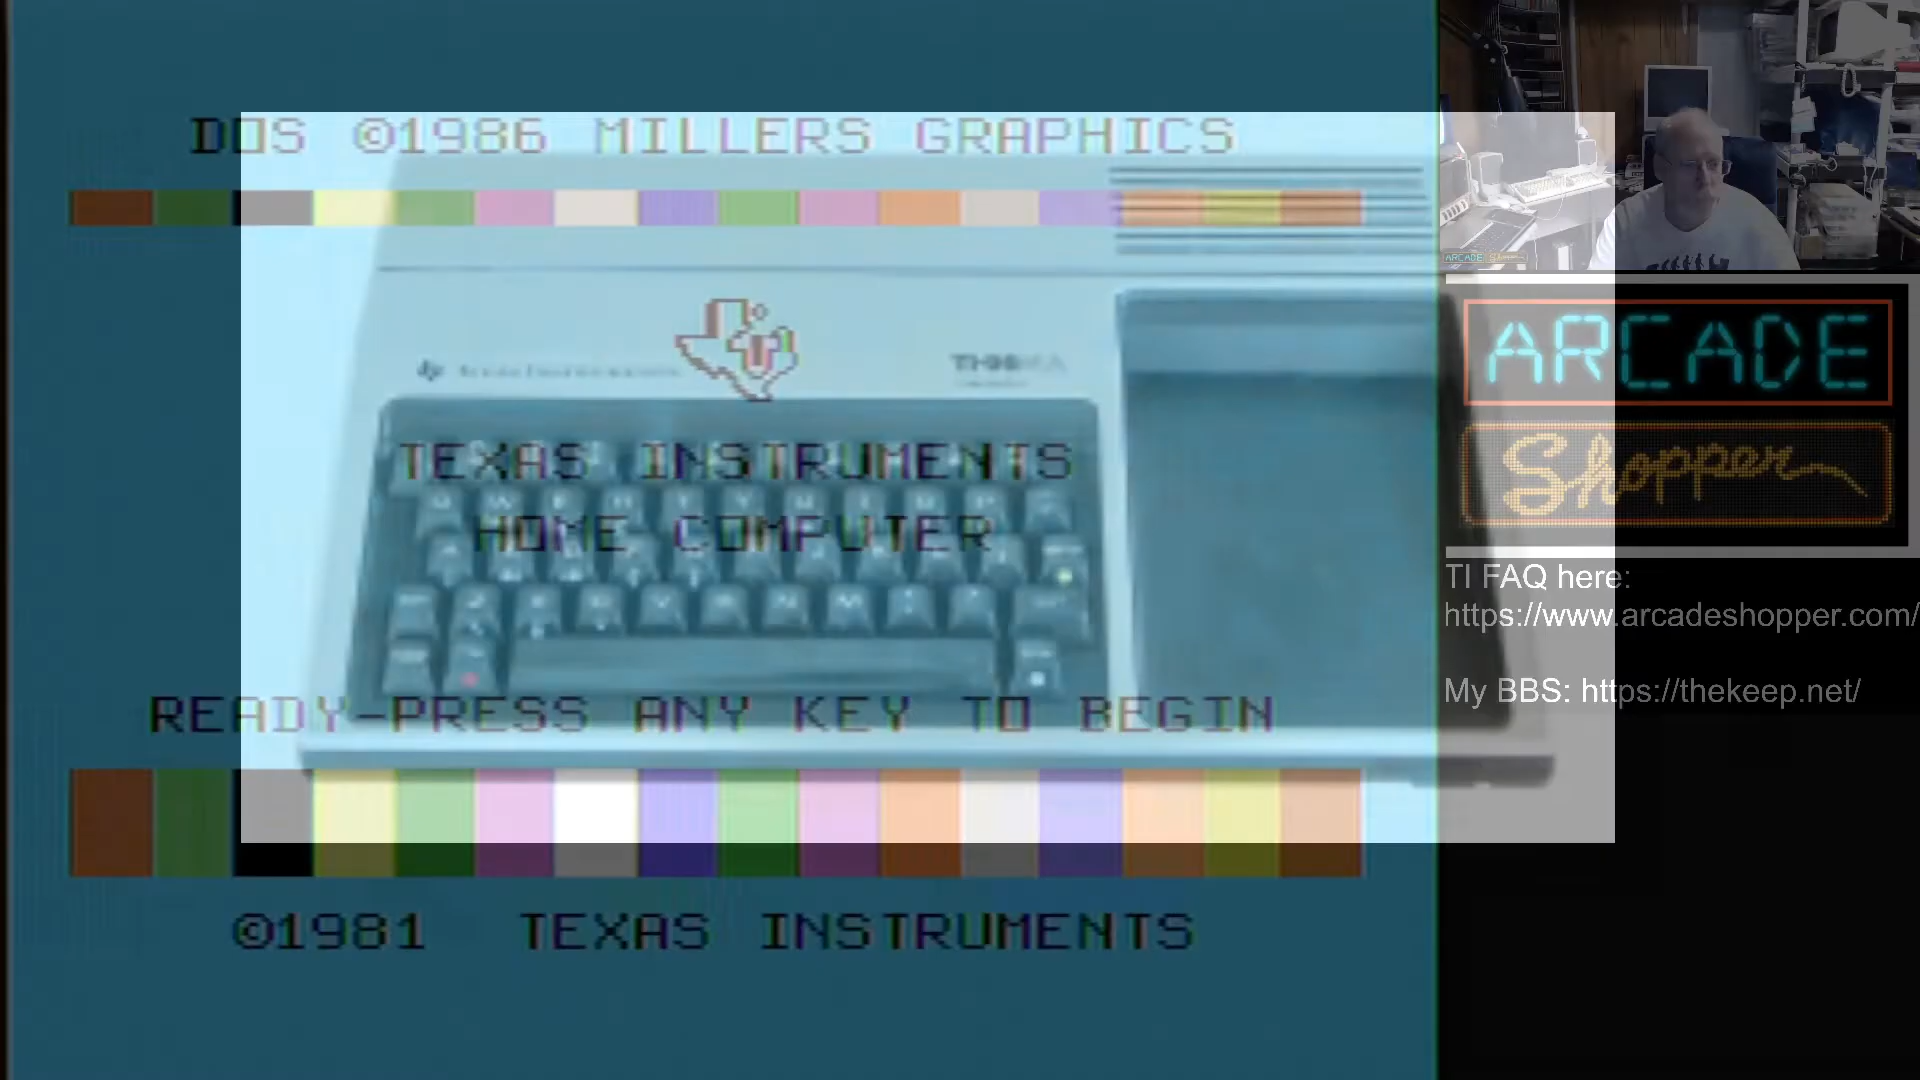 DOS ©1986 MILLERS GRAPHICS
TEXAS INSTRUMENTS
HOME COMPUTER
READY-PRESS ANY KEY TO BEGIN
©1981 TEXAS INSTRUMENTS
ARCADE
Shopper
TI FAQ here:
https://www.arcadeshopper.com/
My BBS: https://thekeep.net/